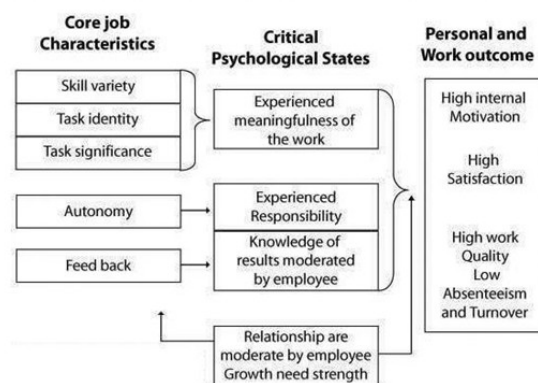 Core job
Characteristics
Critical
Psychological States
Personal and
Work outcome
Skill variety
Task identity
Task significance
Experienced
meaningfulness of
the work
High internal
Motivation
High
Satisfaction
High work
Quality
Low
Absenteeism
and Turnover
Autonomy
Experienced
Responsibility
Feed back
Knowledge of
results moderated
by employee
Relationship are
moderate by employee
Growth need strength